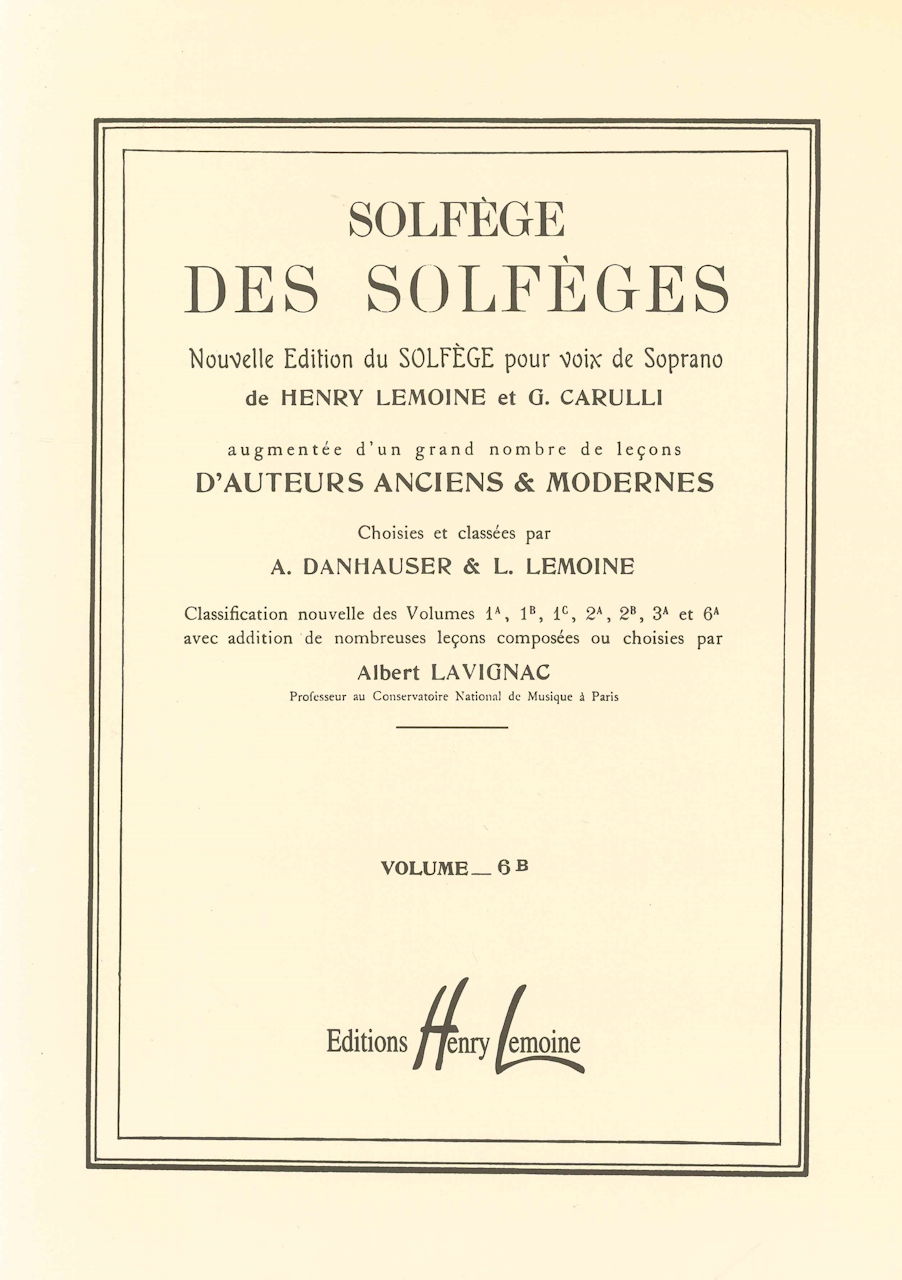 SOLFÈGE
DES SOLFÈGES
Nouvelle Edition du SOLFÈGE pour voix de Soprano
de HENRY LEMOINE et G. CARULLI
augmentée d'un grand nombre de leçons
D'AUTEURS ANCIENS & MODERNES
Choisies et classées par
A. DANHAUSER & L. LEMOINE
Classification nouvelle des Volumes 1ᴬ, 1ᴮ, 1ᶜ, 2ᴬ, 2ᴮ, 3ᴬ et 6ᴬ
avec addition de nombreuses leçons composées ou choisies par
Albert LAVIGNAC
Professeur au Conservatoire National de Musique à Paris
VOLUME_ 6ᴮ
Editions Henry Lemoine